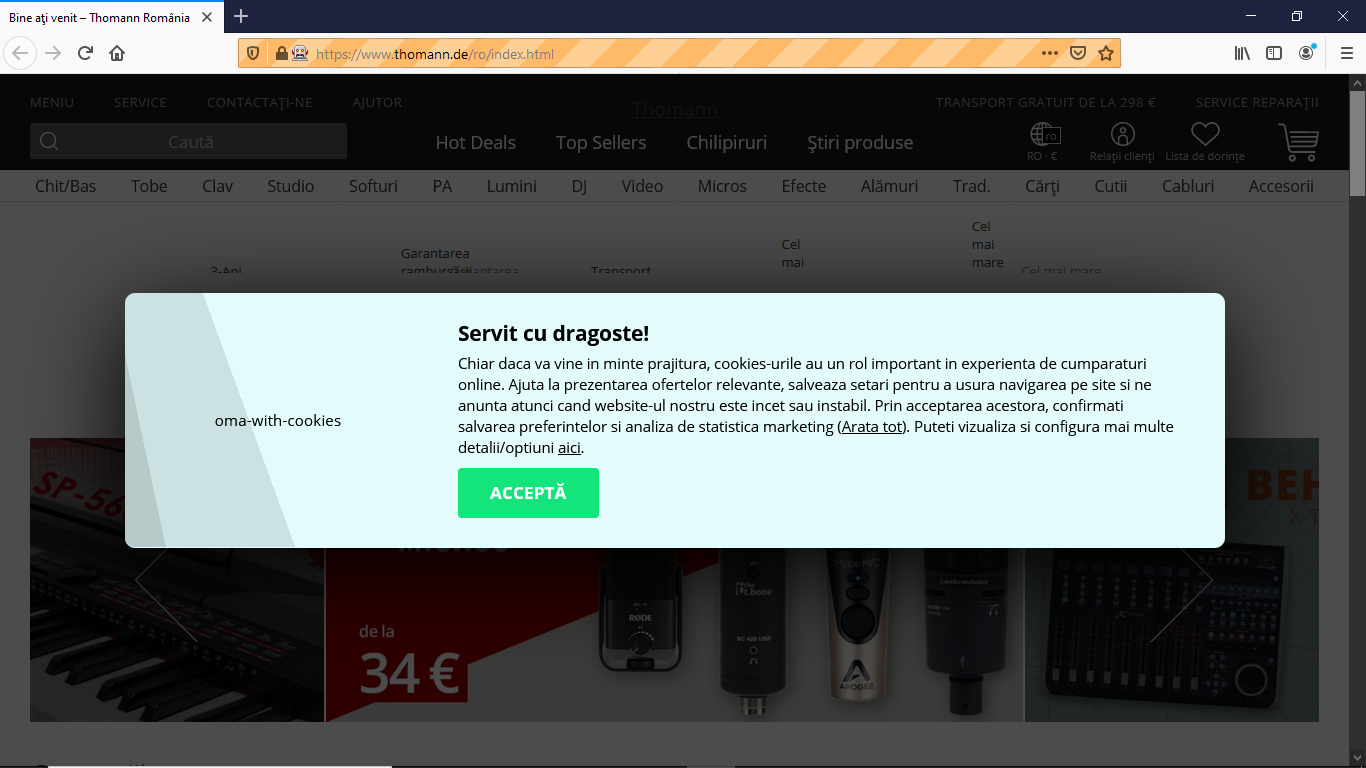 Bine ați venit – Thomann România
https://www.thomann.de/ro/index.html
MENIU SERVICE CONTACTAȚI-NE AJUTOR
Thomann
TRANSPORT GRATUIT DE LA 298 € SERVICE REPARAȚII
Caută
Hot Deals Top Sellers Chilipiruri Știri produse
ro
RO · € Relații clienți Lista de dorințe
Chit/Bas Tobe Clav Studio Softuri PA Lumini DJ Video Micros Efecte Alămuri Trad. Cărți Cutii Cabluri Accesorii
3-Ani
Garantarea
rambursării
Garantarea
Transport
Cel
mai
Cel
mai
mare
Cel mai mare
oma-with-cookies
Servit cu dragoste!
Chiar daca va vine in minte prajitura, cookies-urile au un rol important in experienta de cumparaturi
online. Ajuta la prezentarea ofertelor relevante, salveaza setari pentru a usura navigarea pe site si ne
anunta atunci cand website-ul nostru este incet sau instabil. Prin acceptarea acestora, confirmati
salvarea preferintelor si analiza de statistica marketing (Arata tot). Puteti vizualiza si configura mai multe
detalii/optiuni aici.
ACCEPTĂ
SP-56
BEH
X-T
de la
34 €
RØDE
the t.bone
SC 420 USB
HypeMiC
APOGEE
audio-technica